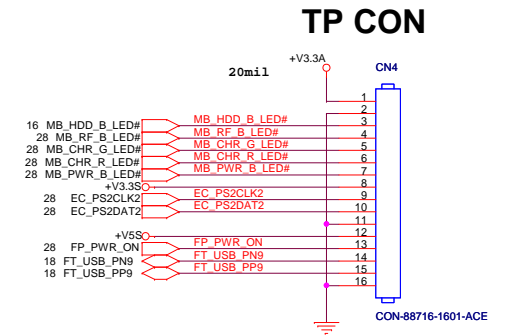 TP CON
+V3.3A
CN4
20mil
1
2
16 MB_HDD_B_LED# MB_HDD_B_LED# 3
28 MB_RF_B_LED# MB_RF_B_LED# 4
28 MB_CHR_G_LED# MB_CHR_G_LED# 5
28 MB_CHR_R_LED# MB_CHR_R_LED# 6
28 MB_PWR_B_LED# MB_PWR_B_LED# 7
+V3.3S 8
28 EC_PS2CLK2 EC_PS2CLK2 9
28 EC_PS2DAT2 EC_PS2DAT2 10
11
+V5S 12
28 FP_PWR_ON FP_PWR_ON 13
18 FT_USB_PN9 FT_USB_PN9 14
18 FT_USB_PP9 FT_USB_PP9 15
16
CON-88716-1601-ACE